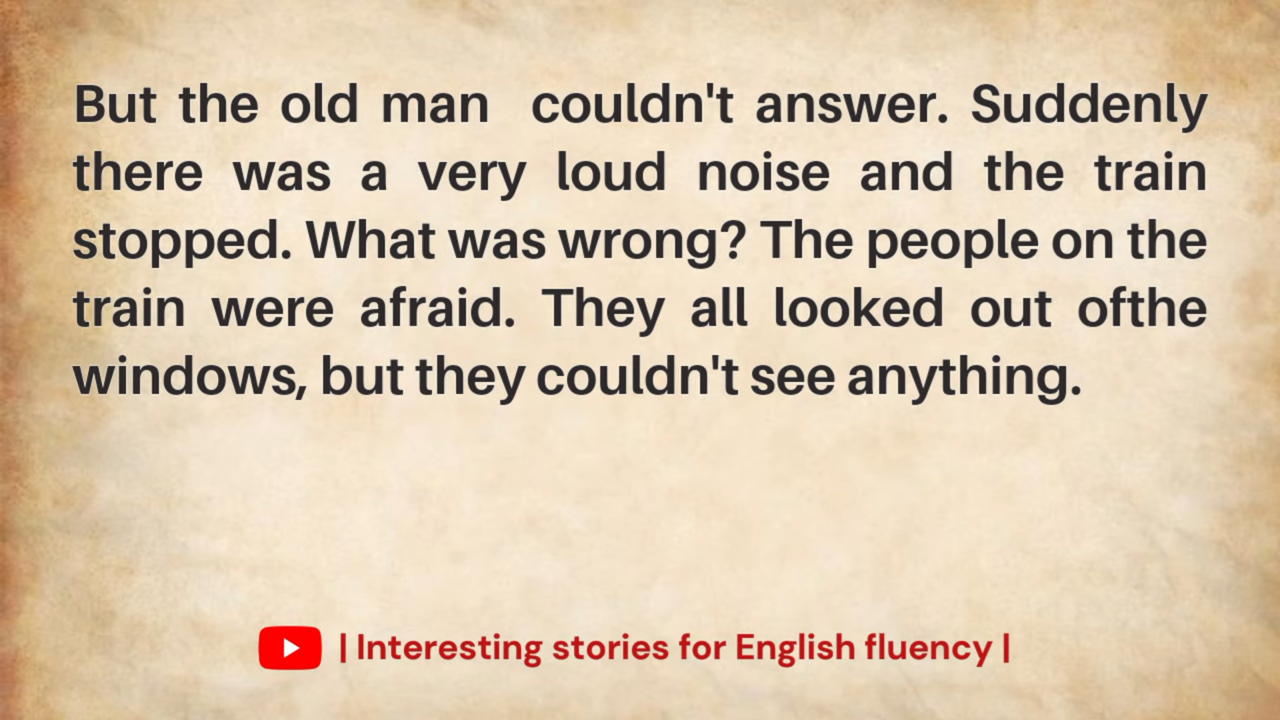 But the old man  couldn't answer. Suddenly
there was a very loud noise and the train
stopped. What was wrong? The people on the
train were afraid. They all looked out ofthe
windows, but they couldn't see anything.
| Interesting stories for English fluency |